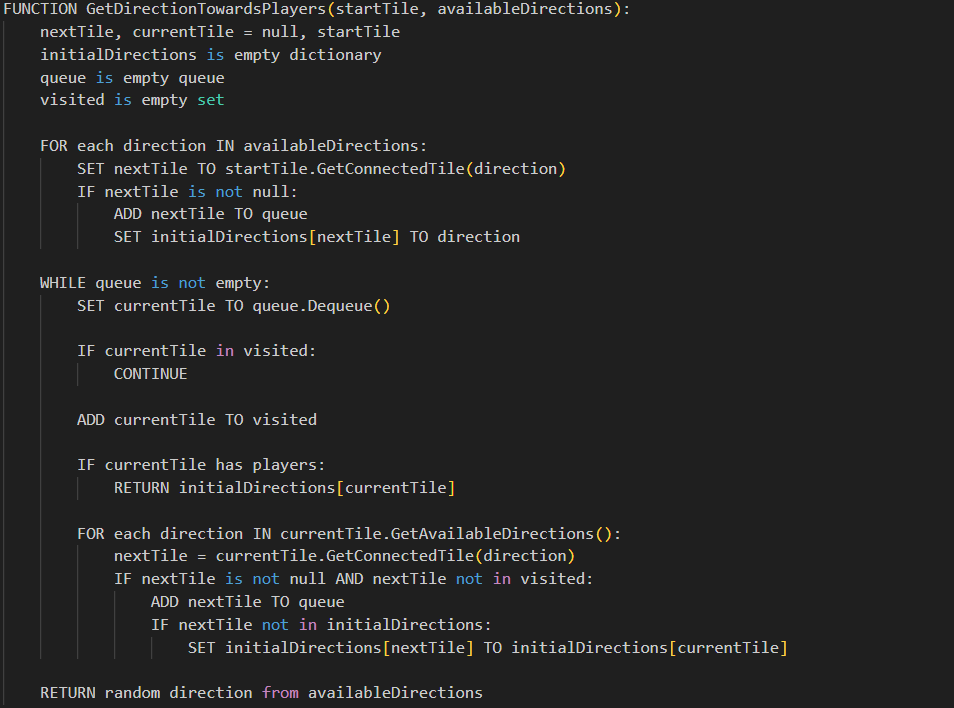 FUNCTION GetDirectionTowardsPlayers(startTile, availableDirections):
    nextTile, currentTile = null, startTile
    initialDirections is empty dictionary
    queue is empty queue
    visited is empty set

    FOR each direction IN availableDirections:
        SET nextTile TO startTile.GetConnectedTile(direction)
        IF nextTile is not null:
            ADD nextTile TO queue
            SET initialDirections[nextTile] TO direction

    WHILE queue is not empty:
        SET currentTile TO queue.Dequeue()

        IF currentTile in visited:
            CONTINUE

        ADD currentTile TO visited

        IF currentTile has players:
            RETURN initialDirections[currentTile]

        FOR each direction IN currentTile.GetAvailableDirections():
            nextTile = currentTile.GetConnectedTile(direction)
            IF nextTile is not null AND nextTile not in visited:
                ADD nextTile TO queue
                IF nextTile not in initialDirections:
                    SET initialDirections[nextTile] TO initialDirections[currentTile]

    RETURN random direction from availableDirections